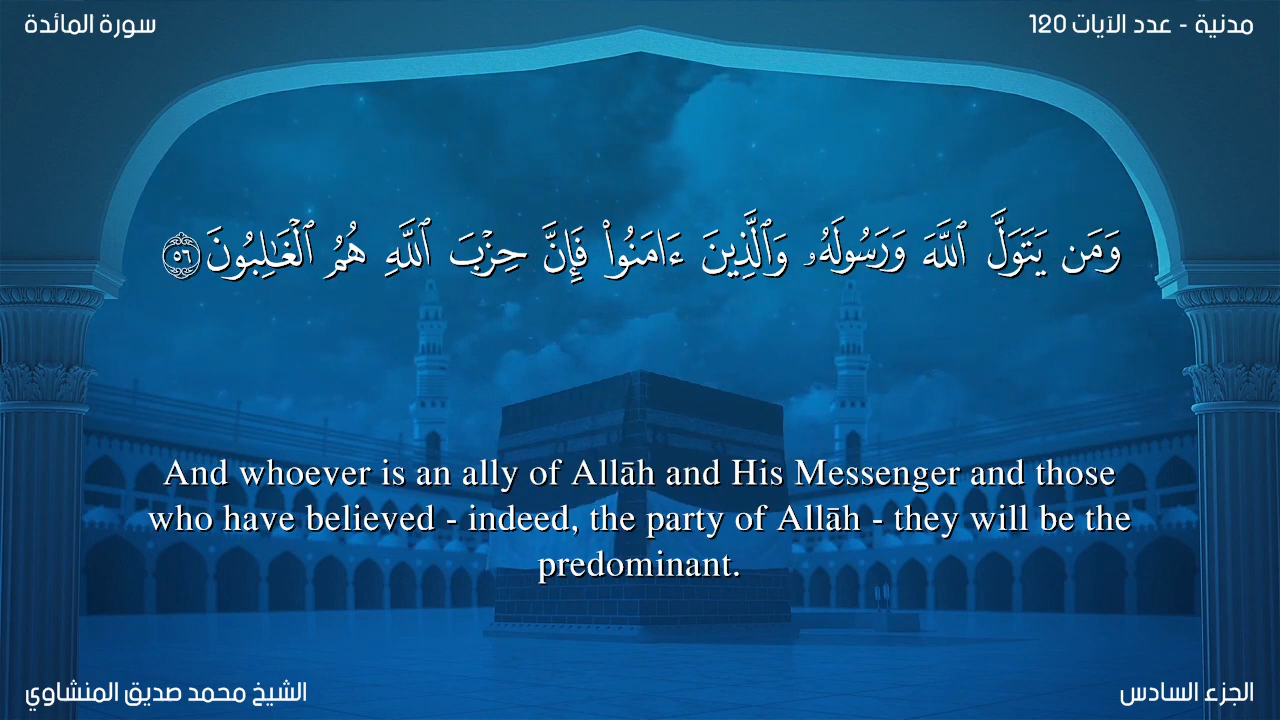 مدنية - عدد الآيات 120
سورة المائدة
وَمَن يَتَوَلَّ ٱللَّهَ وَرَسُولَهُۥ وَٱلَّذِينَ ءَامَنُوا۟ فَإِنَّ حِزْبَ ٱللَّهِ هُمُ ٱلْغَٰلِبُونَ ٥٦
And whoever is an ally of Allāh and His Messenger and those
who have believed - indeed, the party of Allāh - they will be the
predominant.
الجزء السادس
الشيخ محمد صديق المنشاوي